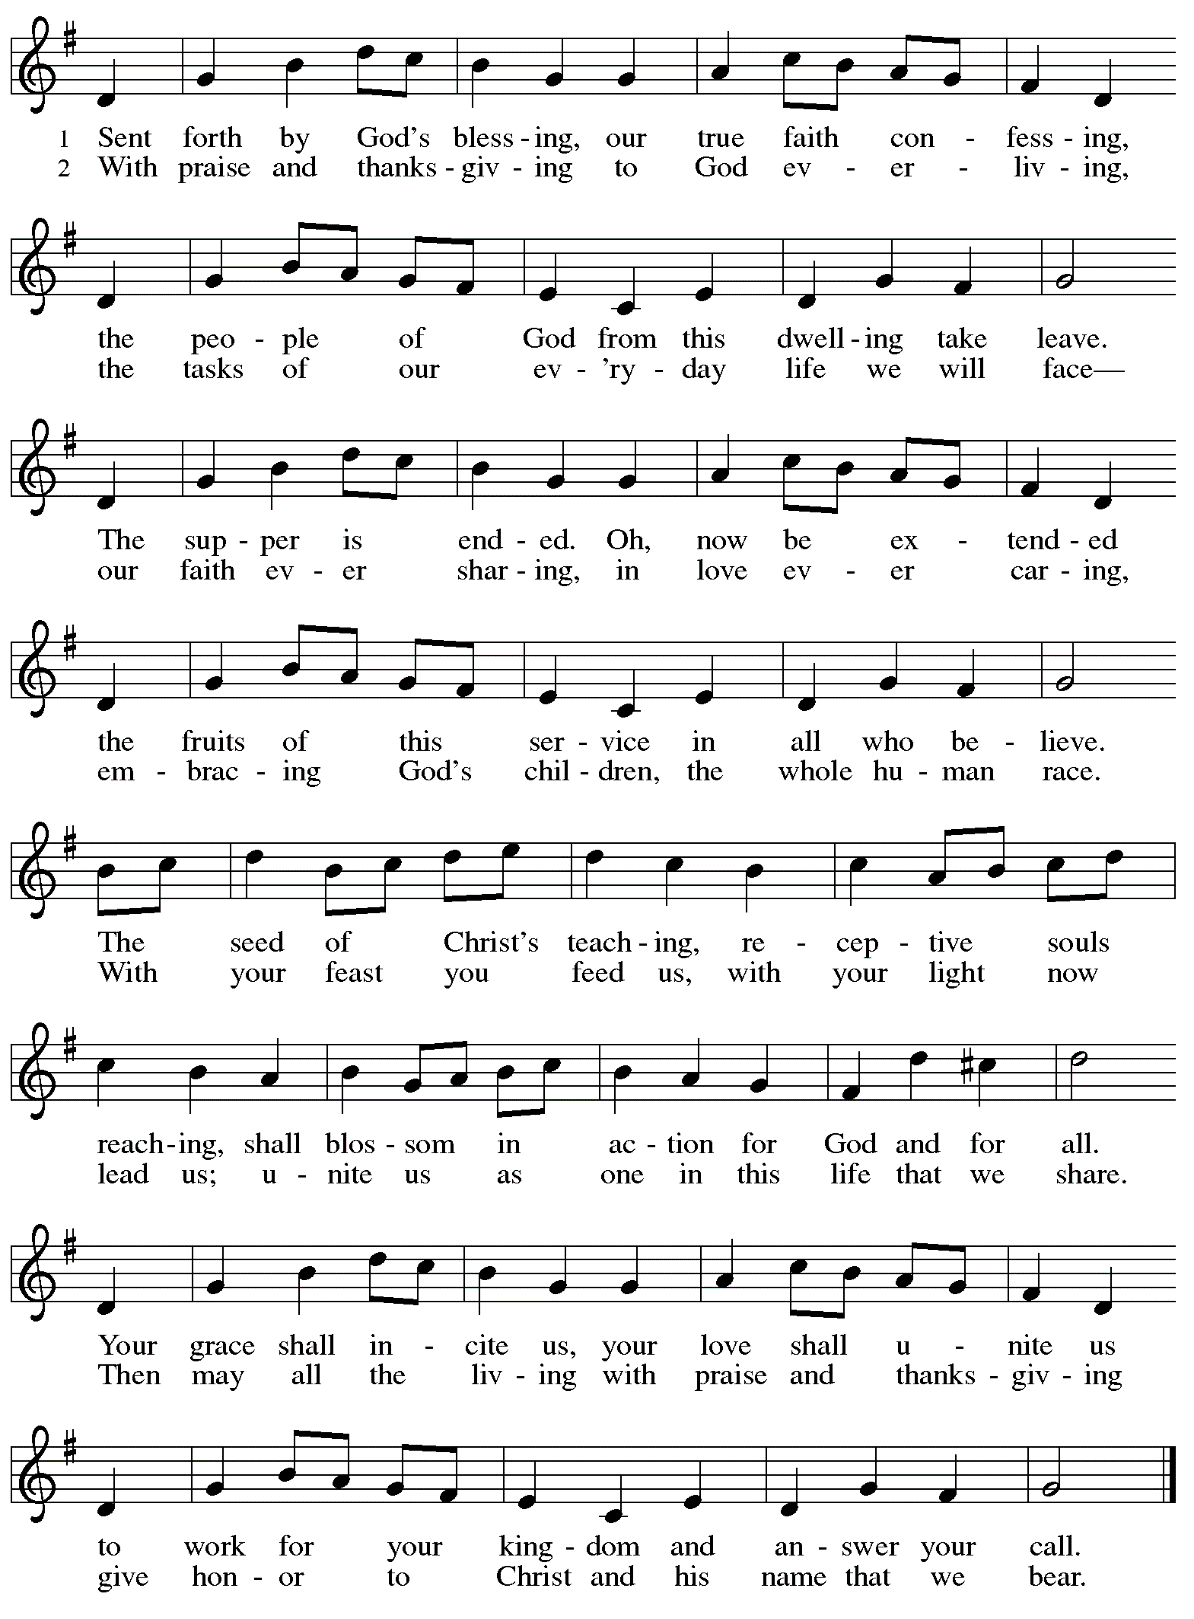 1 Sent forth by God's bless - ing, our true faith con - fess - ing,
2 With praise and thanks - giv - ing to God ev - er - liv - ing,
the peo - ple of God from this dwell - ing take leave.
the tasks of our ev - 'ry - day life we will face—
The sup - per is end - ed. Oh, now be ex - tend - ed
our faith ev - er shar - ing, in love ev - er car - ing,
the fruits of this ser - vice in all who be - lieve.
em - brac - ing God's chil - dren, the whole hu - man race.
The seed of Christ's teach - ing, re - cep - tive souls
With your feast you feed us, with your light now
reach - ing, shall blos - som in ac - tion for God and for all.
lead us; u - nite us as one in this life that we share.
Your grace shall in - cite us, your love shall u - nite us
Then may all the liv - ing with praise and thanks - giv - ing
to work for your king - dom and an - swer your call.
give hon - or to Christ and his name that we bear.